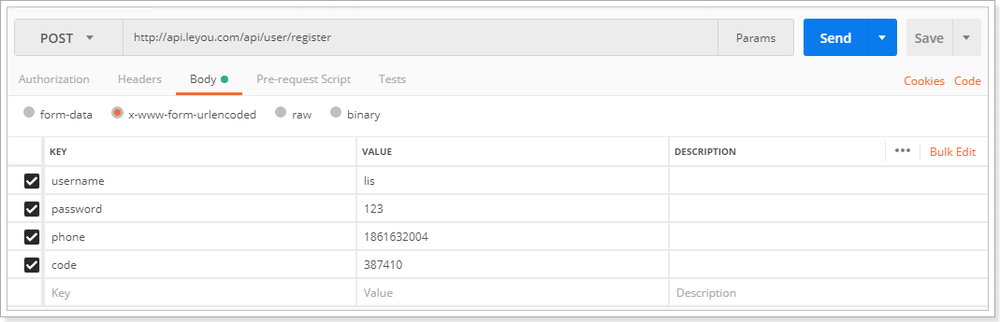 POST http://api.leyou.com/api/user/register Params Send Save
Authorization Headers Body Pre-request Script Tests Cookies Code
form-data x-www-form-urlencoded raw binary
KEY VALUE DESCRIPTION ••• Bulk Edit
username lis
password 123
phone 1861632004
code 387410
Key Value Description